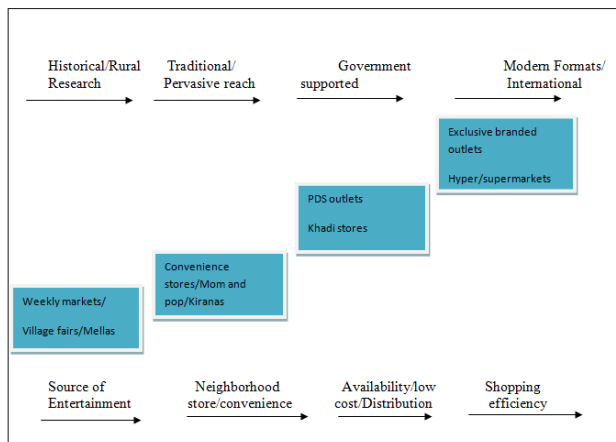 Historical/Rural
Research
Traditional/
Pervasive reach
Government
supported
Modern Formats/
International
Exclusive branded
outlets
Hyper/supermarkets
PDS outlets
Khadi stores
Convenience
stores/Mom and
pop/Kiranas
Weekly markets/
Village fairs/Mellas
Source of
Entertainment
Neighborhood
store/convenience
Availability/low
cost/Distribution
Shopping
efficiency